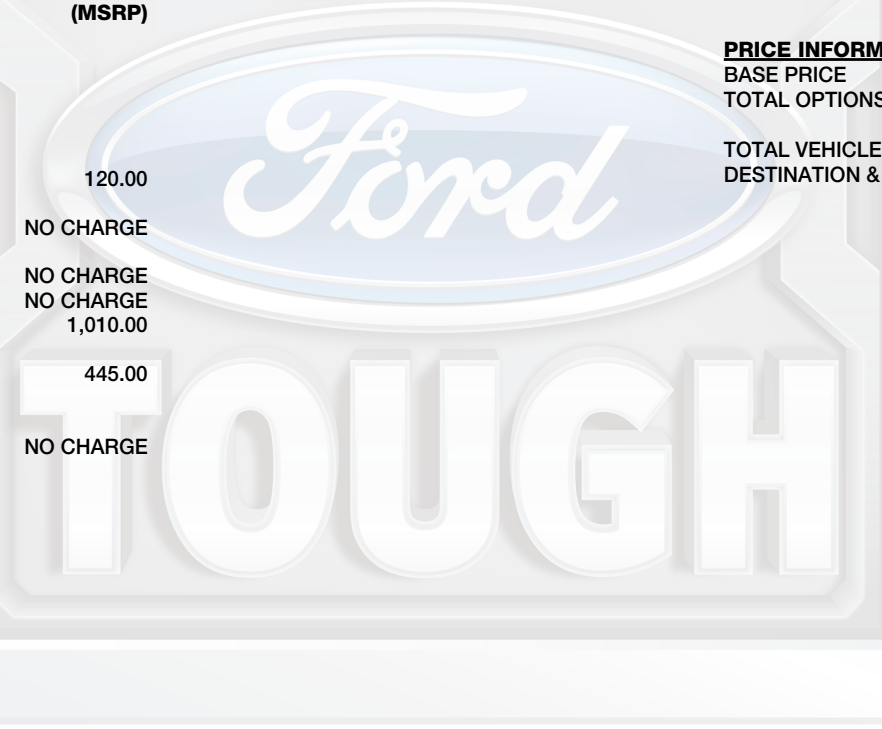 (MSRP)
120.00
NO CHARGE
NO CHARGE
NO CHARGE
1,010.00
445.00
NO CHARGE
PRICE INFORM
BASE PRICE
TOTAL OPTIONS
TOTAL VEHICLE
DESTINATION &
Ford
TOUGH